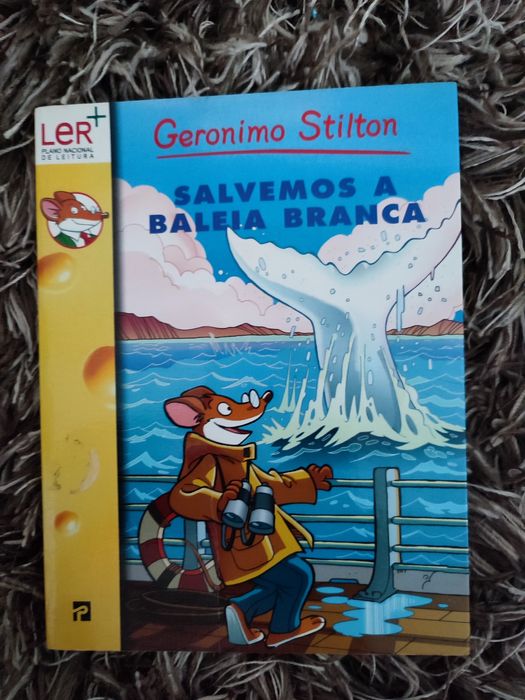 LeR+
PLANO NACIONAL
DE LEITURA
Geronimo Stilton
SALVEMOS A
BALEIA BRANCA